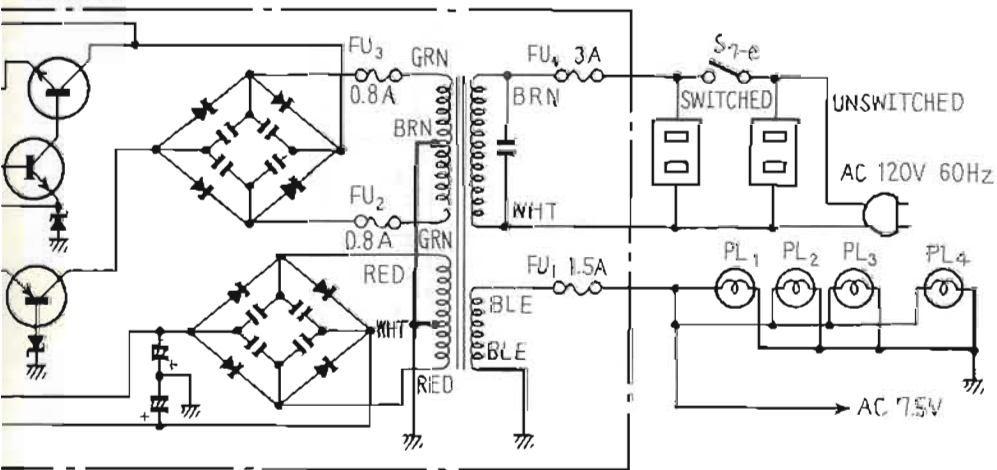 FU3
0.8A
GRN
BRN
FU2
0.8A
GRN
RED
WHT
RED
FU4 3A
BRN
WHT
FU1 1.5A
BLE
BLE
S7-e
SWITCHED
UNSWITCHED
AC 120V 60Hz
PL1
PL2
PL3
PL4
AC 7.5V
+
+